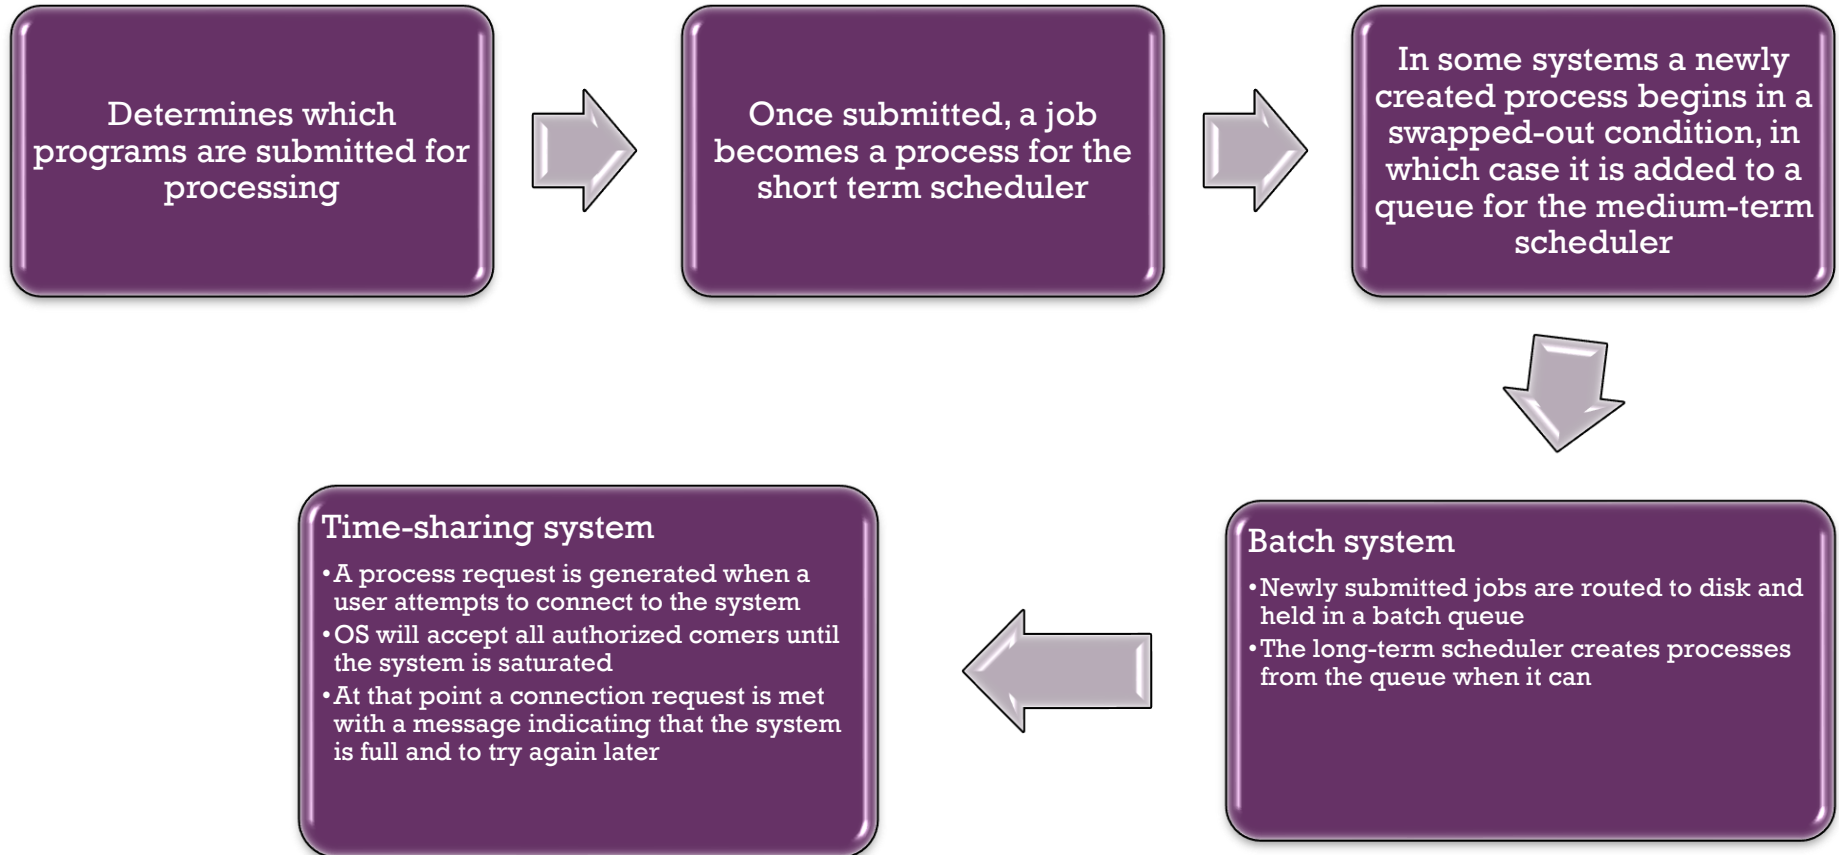 Determines which
programs are submitted for
processing
Once submitted, a job
becomes a process for the
short term scheduler
In some systems a newly
created process begins in a
swapped-out condition, in
which case it is added to a
queue for the medium-term
scheduler
Batch system
•Newly submitted jobs are routed to disk and
held in a batch queue
•The long-term scheduler creates processes
from the queue when it can
Time-sharing system
•A process request is generated when a
user attempts to connect to the system
•OS will accept all authorized comers until
the system is saturated
•At that point a connection request is met
with a message indicating that the system
is full and to try again later